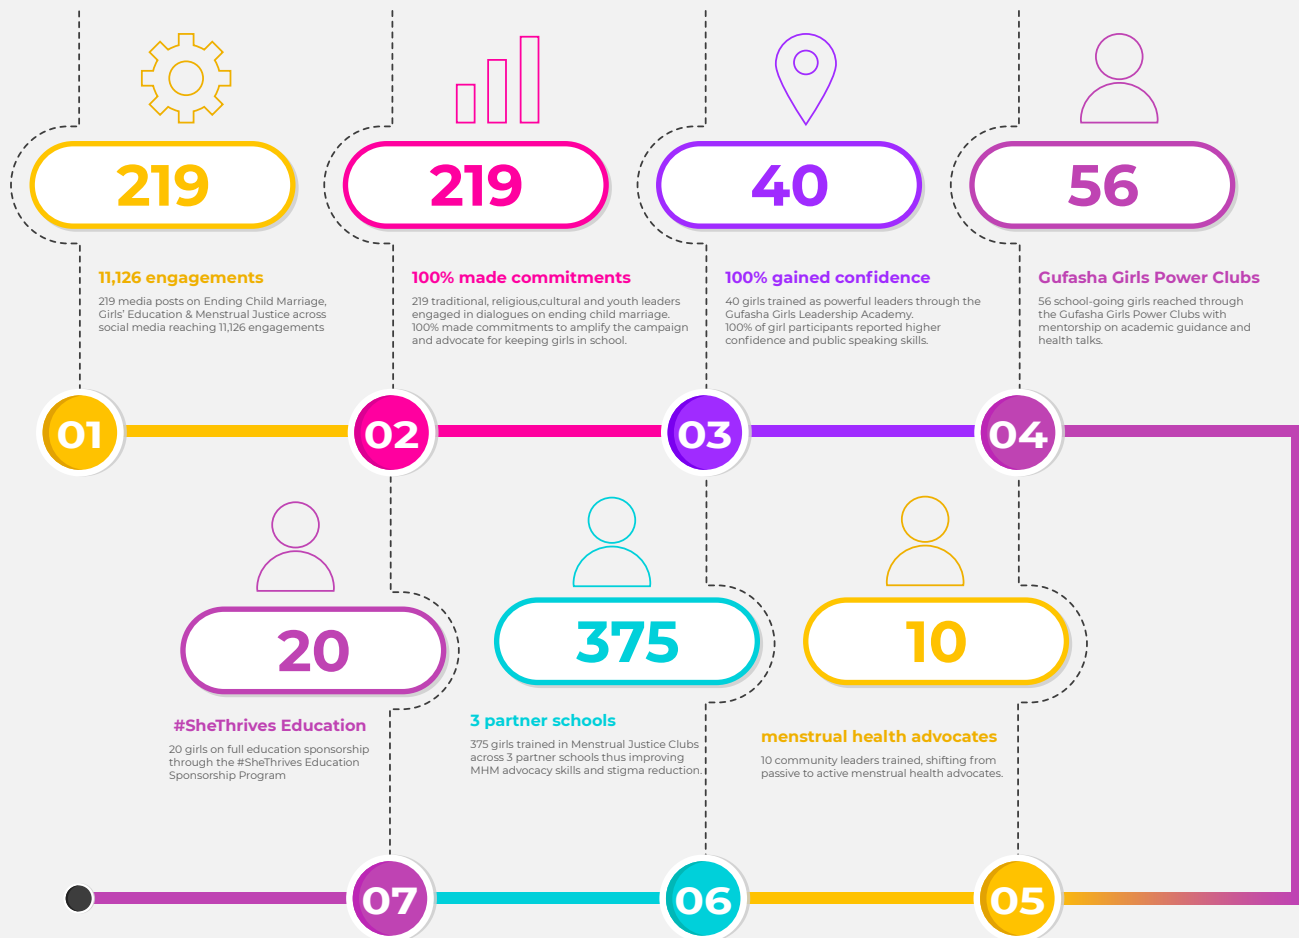 219
11,126 engagements
219 media posts on Ending Child Marriage,
Girls’ Education & Menstrual Justice across
social media reaching 11,126 engagements
01
219
100% made commitments
219 traditional, religious,cultural and youth leaders
engaged in dialogues on ending child marriage.
100% made commitments to amplify the campaign
and advocate for keeping girls in school.
02
40
100% gained confidence
40 girls trained as powerful leaders through the
Gufasha Girls Leadership Academy.
100% of girl participants reported higher
confidence and public speaking skills.
03
56
Gufasha Girls Power Clubs
56 school-going girls reached through
the Gufasha Girls Power Clubs with
mentorship on academic guidance and
health talks.
04
10
menstrual health advocates
10 community leaders trained, shifting from
passive to active menstrual health advocates.
05
375
3 partner schools
375 girls trained in Menstrual Justice Clubs
across 3 partner schools thus improving
MHM advocacy skills and stigma reduction.
06
20
#SheThrives Education
20 girls on full education sponsorship
through the #SheThrives Education
Sponsorship Program
07